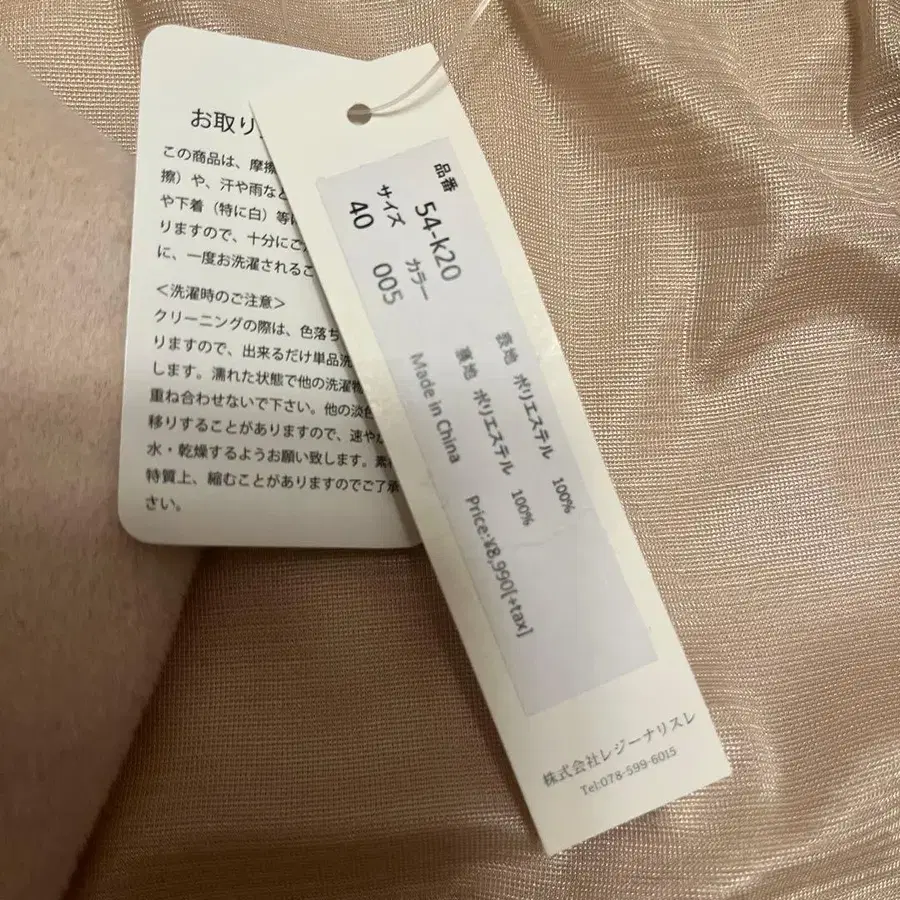 お取り
この商品は、摩擦
擦）や、汗や雨など
や下着（特に白）等
りますので、十分にご
に、一度お洗濯されるこ
＜洗濯時のご注意＞
クリーニングの際は、色落ち
りますので、出来るだけ単品洗
します。濡れた状態で他の洗濯物
重ね合わせないで下さい。他の淡色
移りすることがありますので、速や
水・乾燥するようお願い致します。素
特質上、縮むことがありますのでご了承
さい。
品番 54-k20
サイズ カラー
40 005
表地 ポリエステル 100%
裏地 ポリエステル 100%
Made in China
Price:¥8,990[+tax]
株式会社レジーナリスレ
Tel:078-599-6015